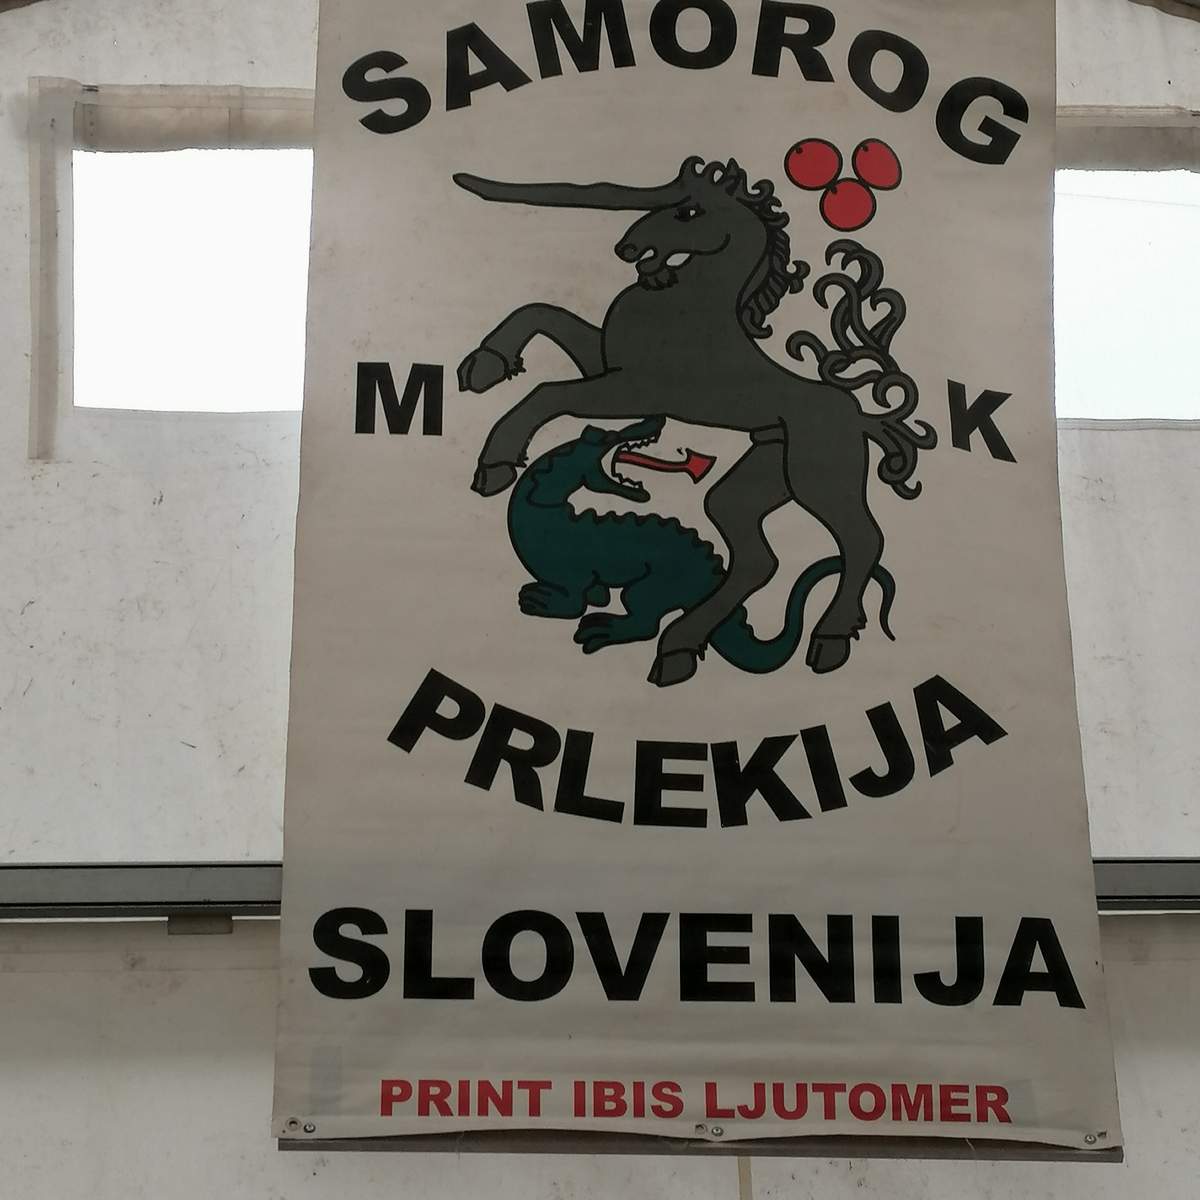 SAMOROG
M K
PRLEKIJA
SLOVENIJA
PRINT IBIS LJUTOMER